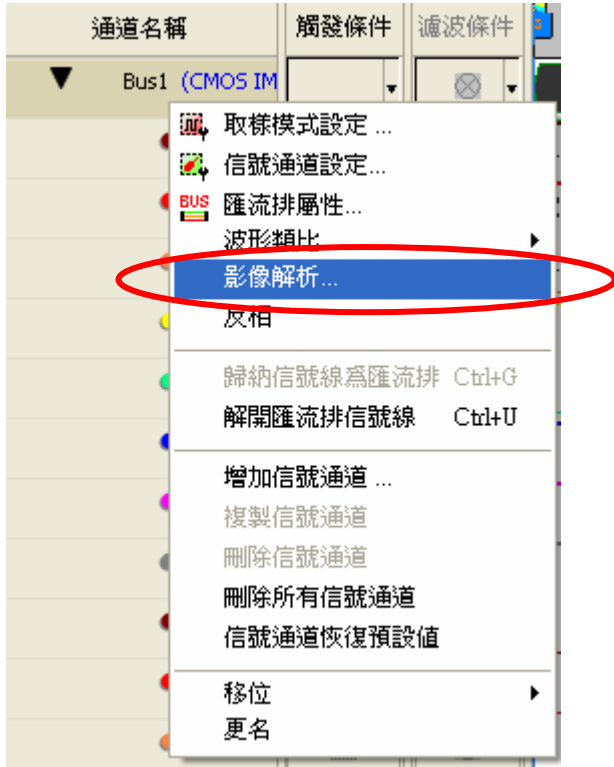 通道名稱 觸發條件 濾波條件
Bus1 (CMOS IM
取樣模式設定 ...
信號通道設定...
BUS 匯流排屬性...
波形類比
影像解析...
反相
歸納信號線為匯流排 Ctrl+G
解開匯流排信號線 Ctrl+U
增加信號通道 ...
複製信號通道
刪除信號通道
刪除所有信號通道
信號通道恢復預設值
移位
更名